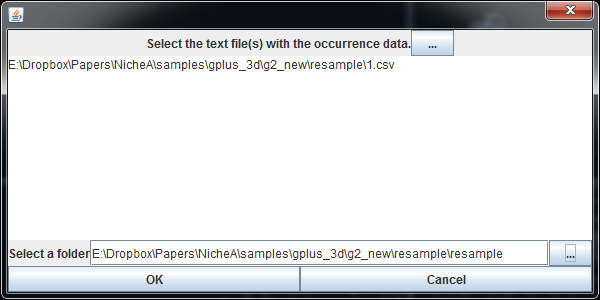 Select the text file(s) with the occurrence data. ...
E:\Dropbox\Papers\NicheA\samples\gplus_3d\g2_new\resample\1.csv
Select a folder E:\Dropbox\Papers\NicheA\samples\gplus_3d\g2_new\resample\resample ...
OK Cancel